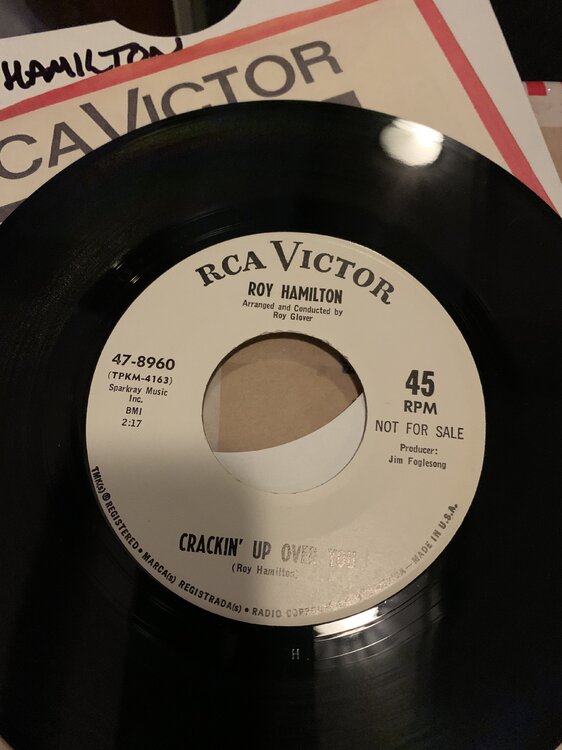 HAMILTON
CA VICTOR
RCA VICTOR
ROY HAMILTON
Arranged and Conducted by
Roy Glover
47-8960
(TPKM-4163)
Sparkray Music
Inc.
BMI
2:17
45
RPM
NOT FOR SALE
Producer:
Jim Foglesong
CRACKIN' UP OVER YOU
(Roy Hamilton)
TMK(s) ® REGISTERED • MARCA(s) REGISTRADA(s) • RADIO —MADE IN U.S.A.
H